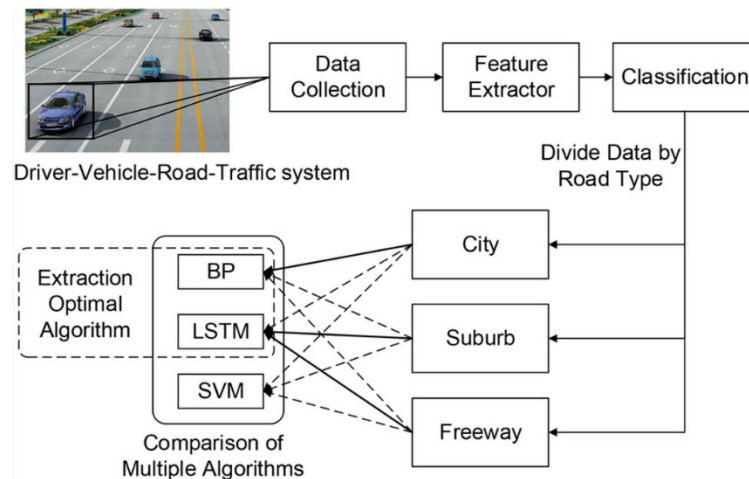 Data
Collection
Feature
Extractor
Classification
Driver-Vehicle-Road-Traffic system
Divide Data by
Road Type
City
Suburb
Freeway
Extraction
Optimal
Algorithm
BP
LSTM
SVM
Comparison of
Multiple Algorithms